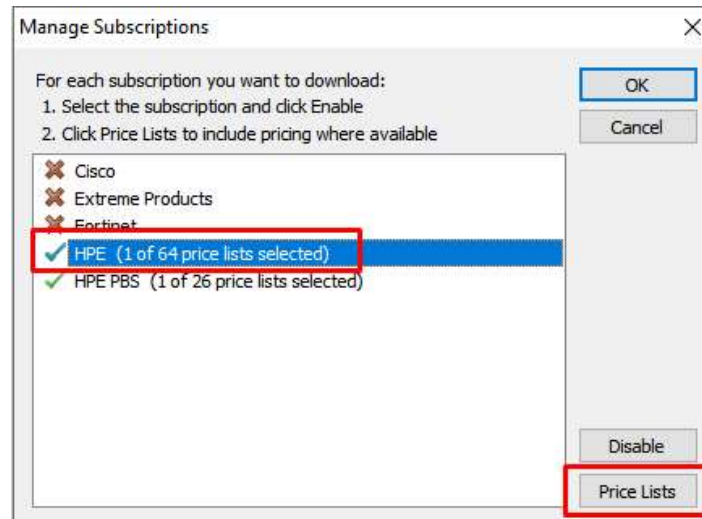 Manage Subscriptions
For each subscription you want to download:
1. Select the subscription and click Enable
2. Click Price Lists to include pricing where available
OK
Cancel
Cisco
Extreme Products
Fortinet
HPE (1 of 64 price lists selected)
HPE PBS (1 of 26 price lists selected)
Disable
Price Lists